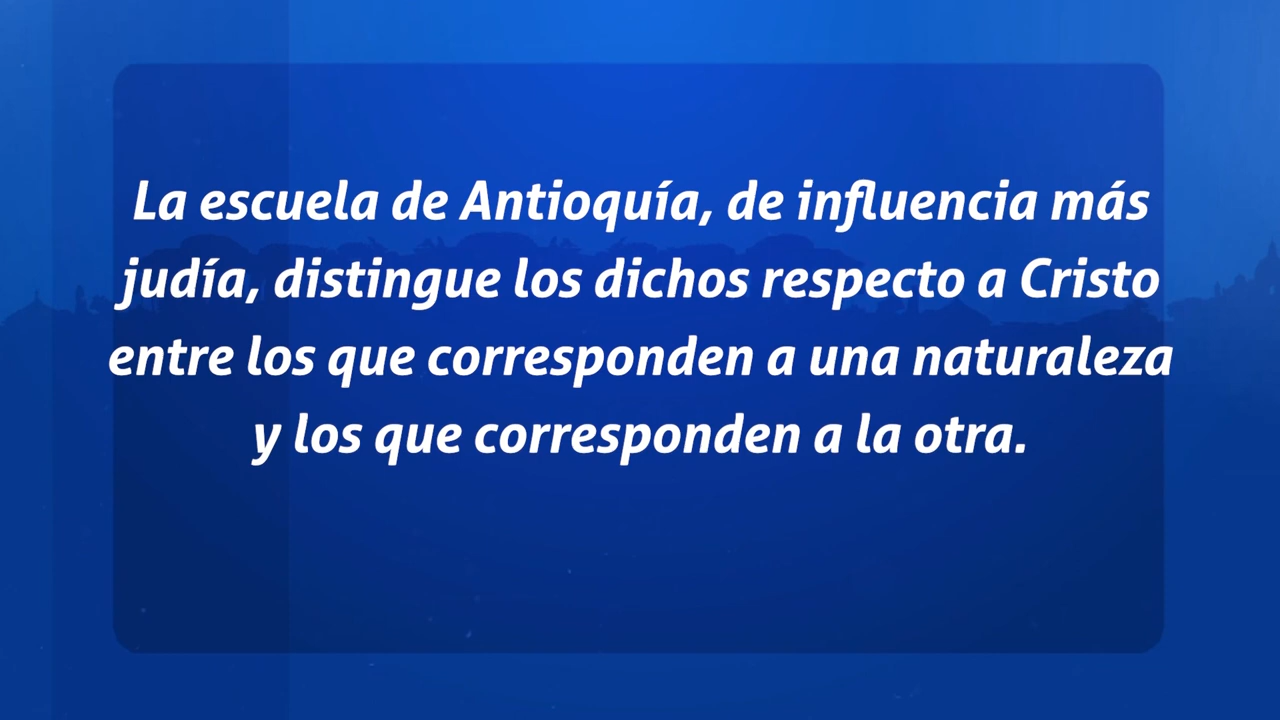 La escuela de Antioquía, de influencia más
judía, distingue los dichos respecto a Cristo
entre los que corresponden a una naturaleza
y los que corresponden a la otra.